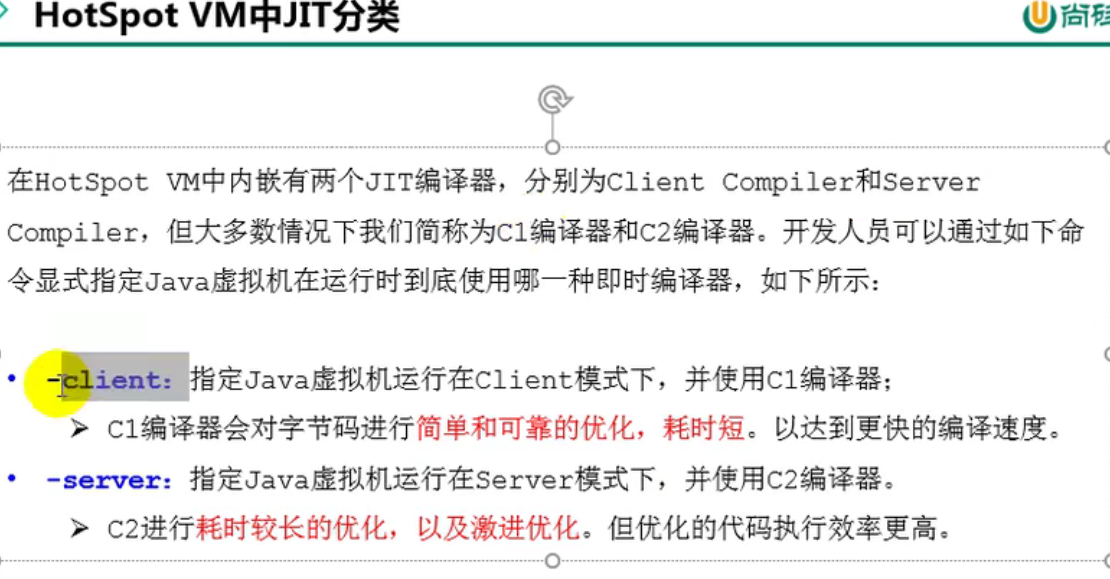 HotSpot VM中JIT分类
尚硅
在HotSpot VM中内嵌有两个JIT编译器，分别为Client Compiler和Server
Compiler，但大多数情况下我们简称为C1编译器和C2编译器。开发人员可以通过如下命
令显式指定Java虚拟机在运行时到底使用哪一种即时编译器，如下所示：
• -client：指定Java虚拟机运行在Client模式下，并使用C1编译器；
➢ C1编译器会对字节码进行简单和可靠的优化，耗时短。以达到更快的编译速度。
• -server：指定Java虚拟机运行在Server模式下，并使用C2编译器。
➢ C2进行耗时较长的优化，以及激进优化。但优化的代码执行效率更高。